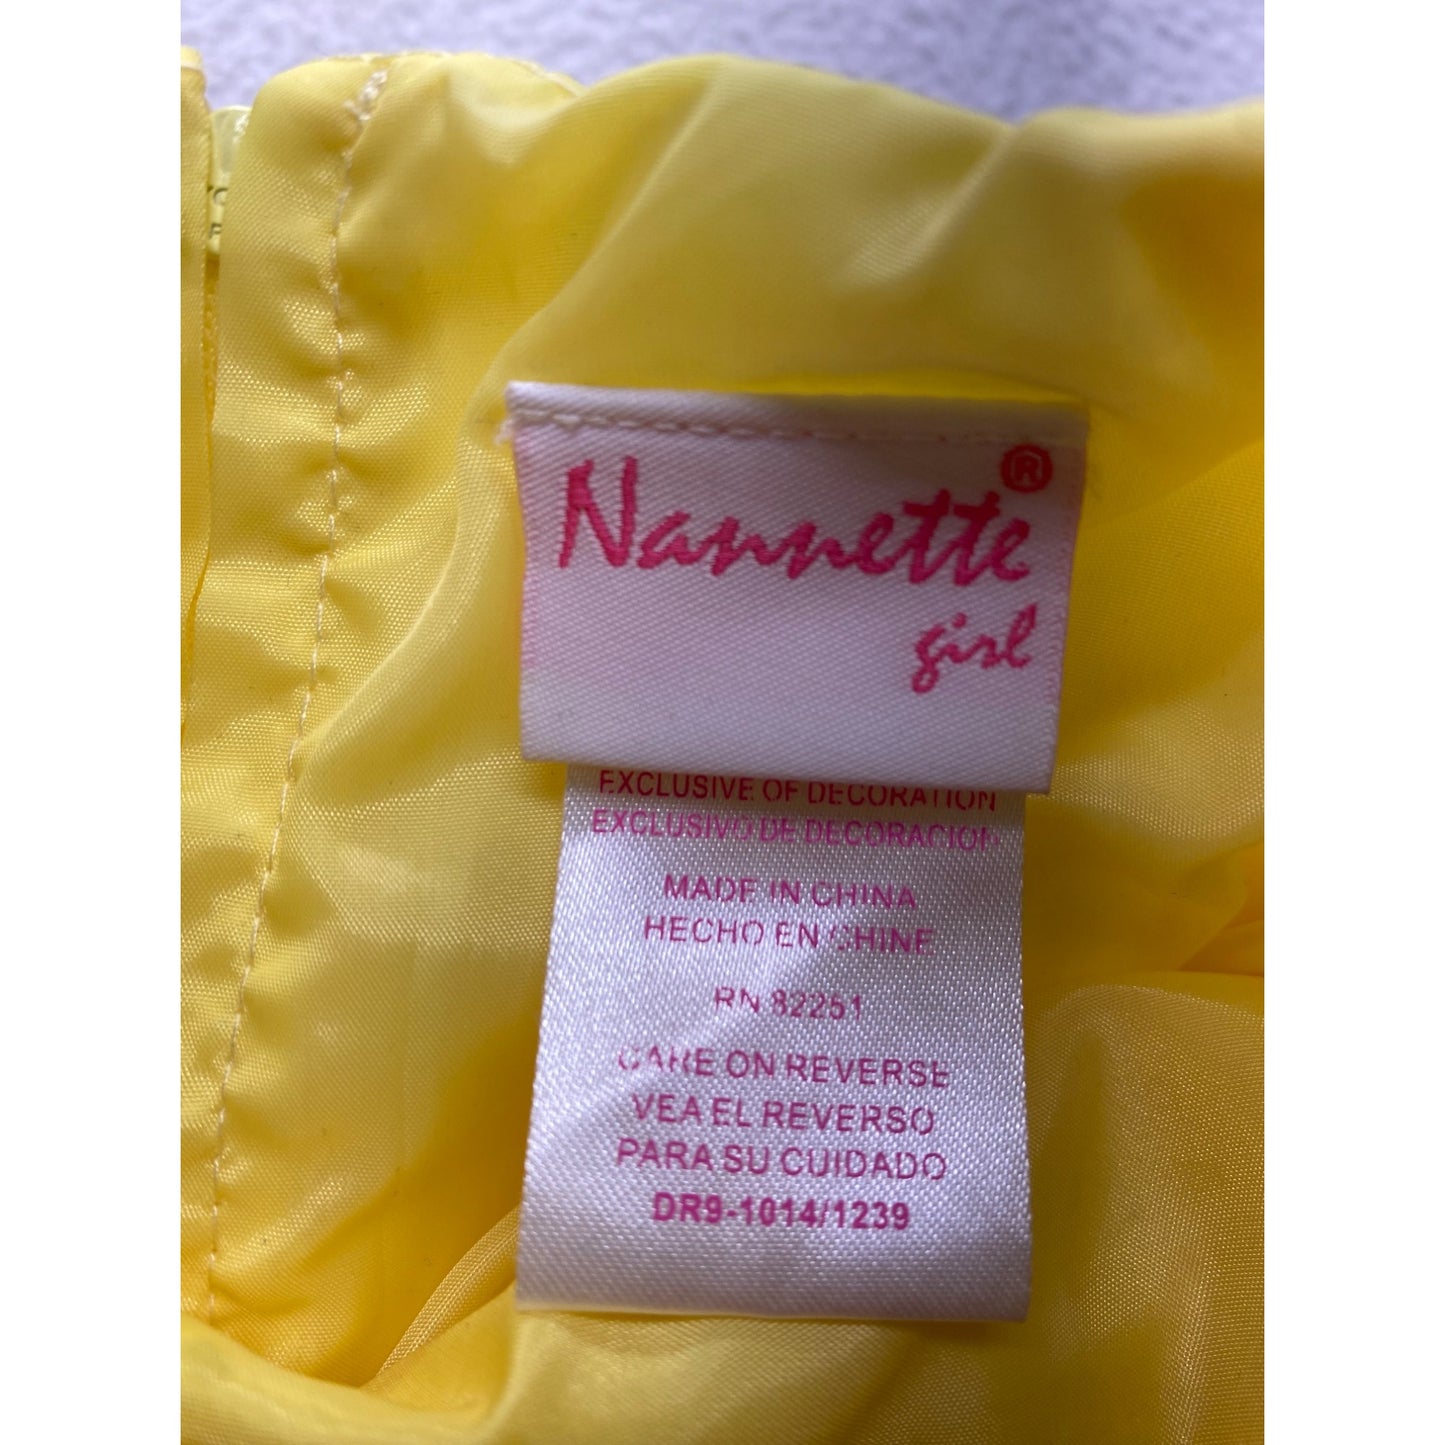 Nannette®
girl
EXCLUSIVE OF DECORATION
EXCLUSIVO DE DECORACION
MADE IN CHINA
HECHO EN CHINE
RN 82251
CARE ON REVERSE
VEA EL REVERSO
PARA SU CUIDADO
DR9-1014/1239